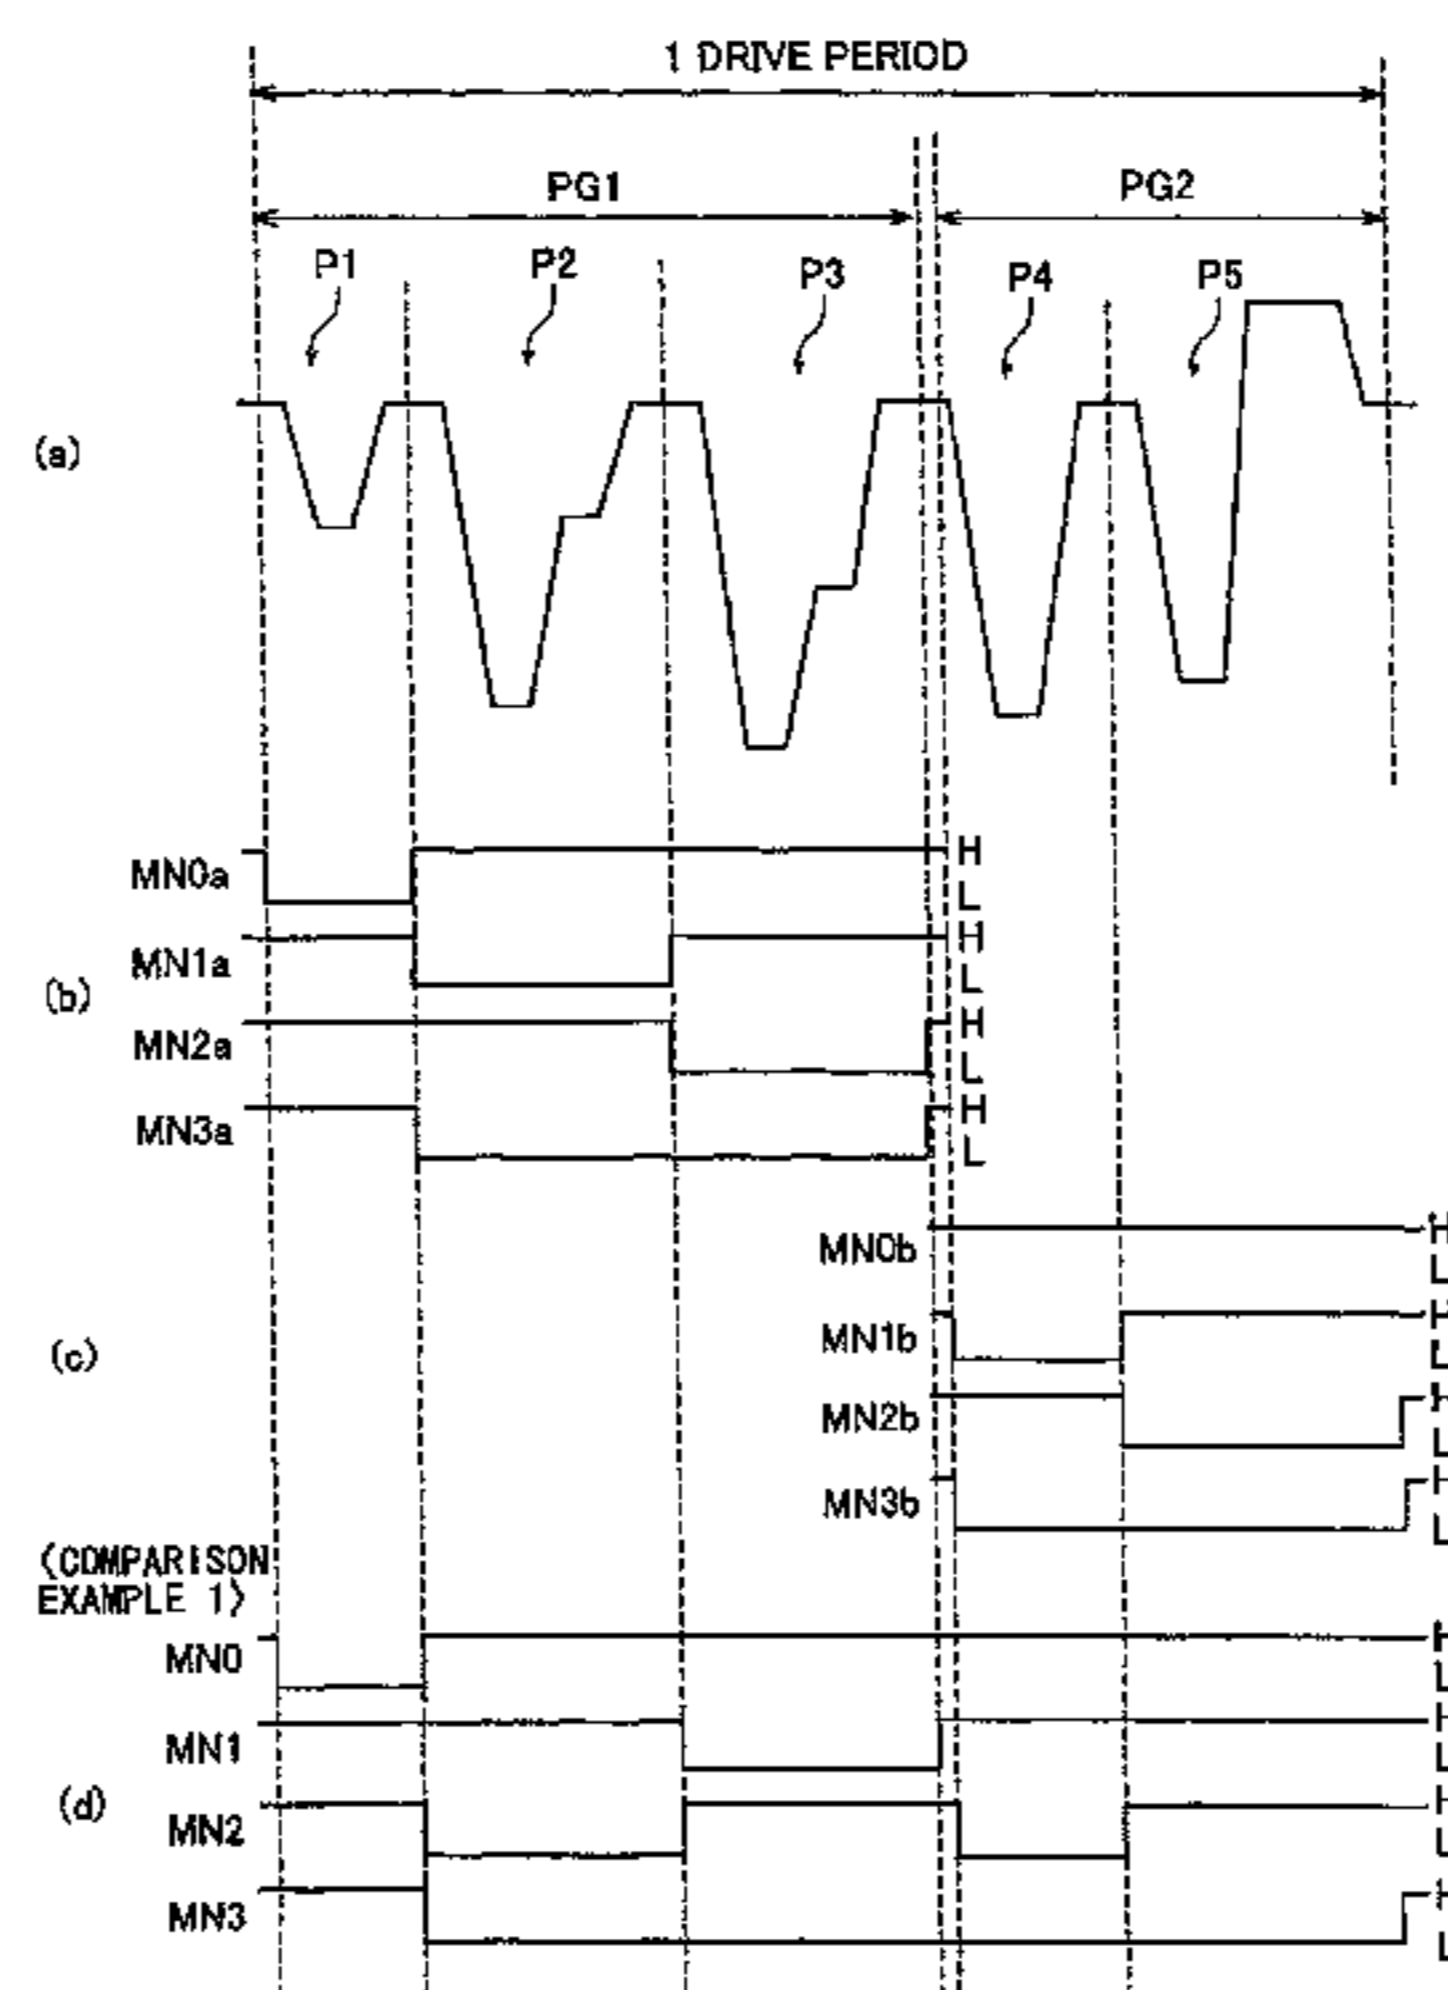 1 DRIVE PERIOD
PG1 PG2
P1 P2 P3 P4 P5
(a)
MN0a H
L
MN1a H
L
(b)
MN2a H
L
MN3a H
L
MN0b H
L
MN1b H
L
(c)
MN2b H
L
MN3b H
L
(COMPARISON
EXAMPLE 1)
MN0 H
L
MN1 H
L
(d)
MN2 H
L
MN3 H
L